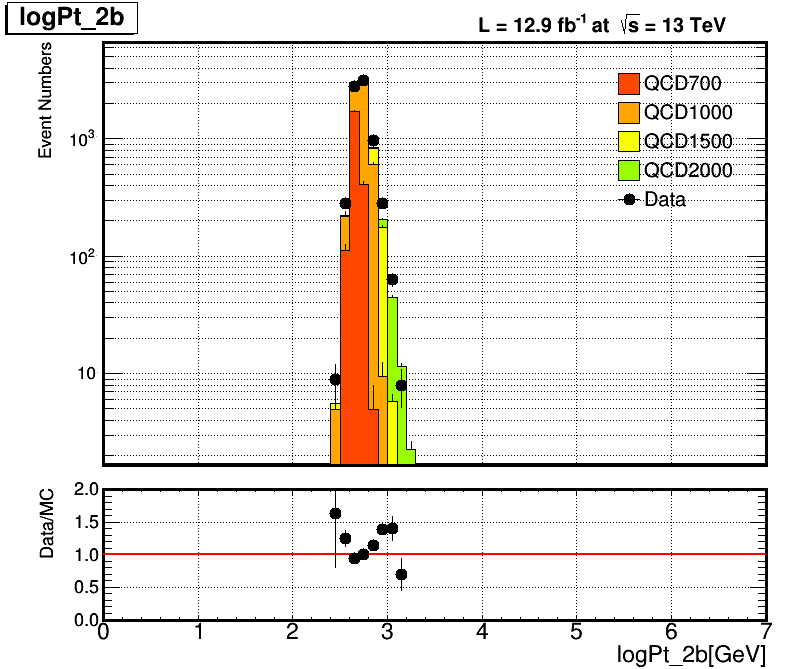 logPt_2b
L = 12.9 fb⁻¹ at √s = 13 TeV
Event Numbers
10³
10²
10
QCD700
QCD1000
QCD1500
QCD2000
Data
Data/MC
2.0
1.5
1.0
0.5
0.0
0 1 2 3 4 5 6 7
logPt_2b[GeV]